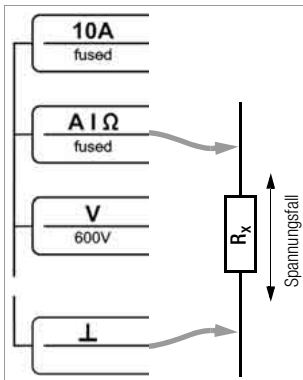 10A
fused
A I Ω
fused
V
600V
⊥
Rx
Spannungsfall